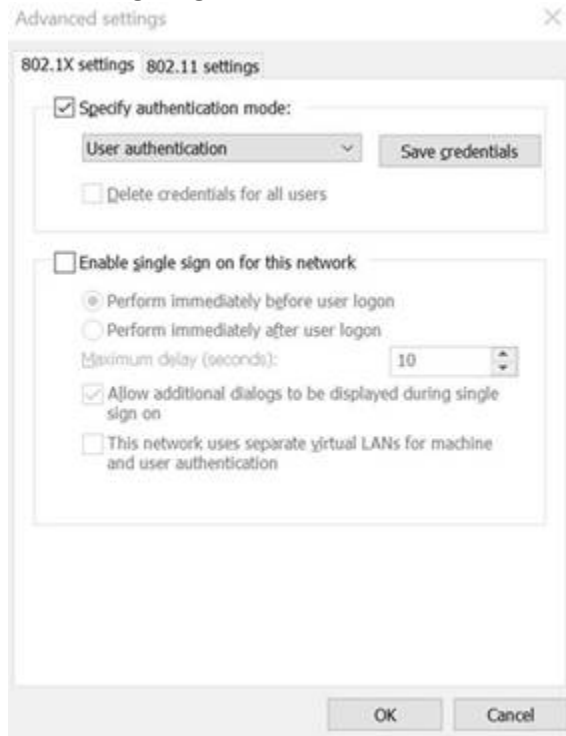 Advanced settings
802.1X settings 802.11 settings
Specify authentication mode:
User authentication Save credentials
Delete credentials for all users
Enable single sign on for this network
Perform immediately before user logon
Perform immediately after user logon
Maximum delay (seconds): 10
Allow additional dialogs to be displayed during single
sign on
This network uses separate virtual LANs for machine
and user authentication
OK Cancel